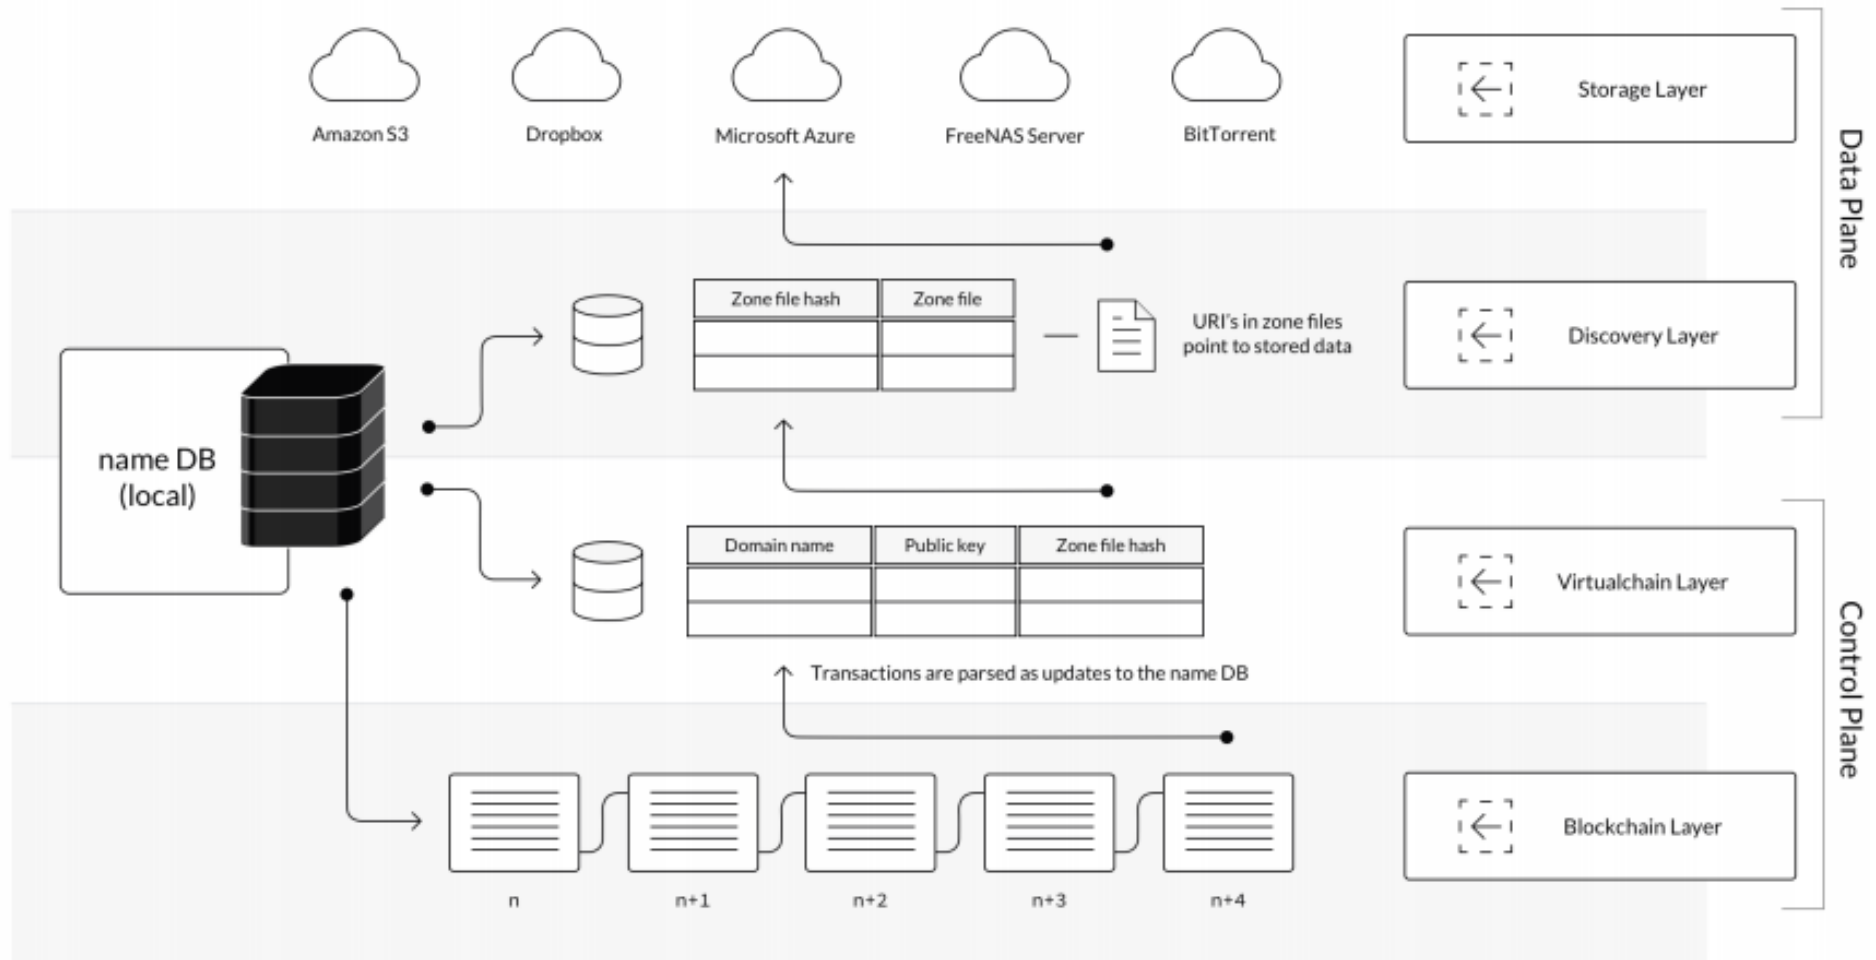 Amazon S3
Dropbox
Microsoft Azure
FreeNAS Server
BitTorrent
Storage Layer
Data Plane
Zone file hash
Zone file
URI's in zone files
point to stored data
Discovery Layer
name DB
(local)
Domain name
Public key
Zone file hash
Virtualchain Layer
Control Plane
Transactions are parsed as updates to the name DB
Blockchain Layer
n
n+1
n+2
n+3
n+4